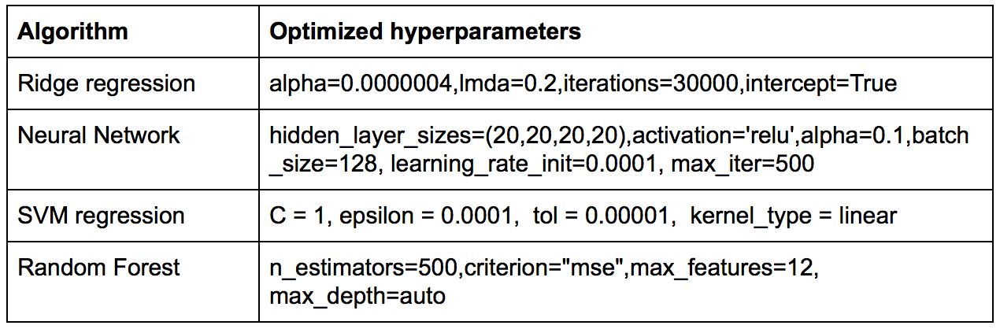 Algorithm Optimized hyperparameters
Ridge regression alpha=0.0000004,lmda=0.2,iterations=30000,intercept=True
Neural Network hidden_layer_sizes=(20,20,20,20),activation='relu',alpha=0.1,batch
_size=128, learning_rate_init=0.0001, max_iter=500
SVM regression C = 1, epsilon = 0.0001,  tol = 0.00001,  kernel_type = linear
Random Forest n_estimators=500,criterion="mse",max_features=12,
max_depth=auto